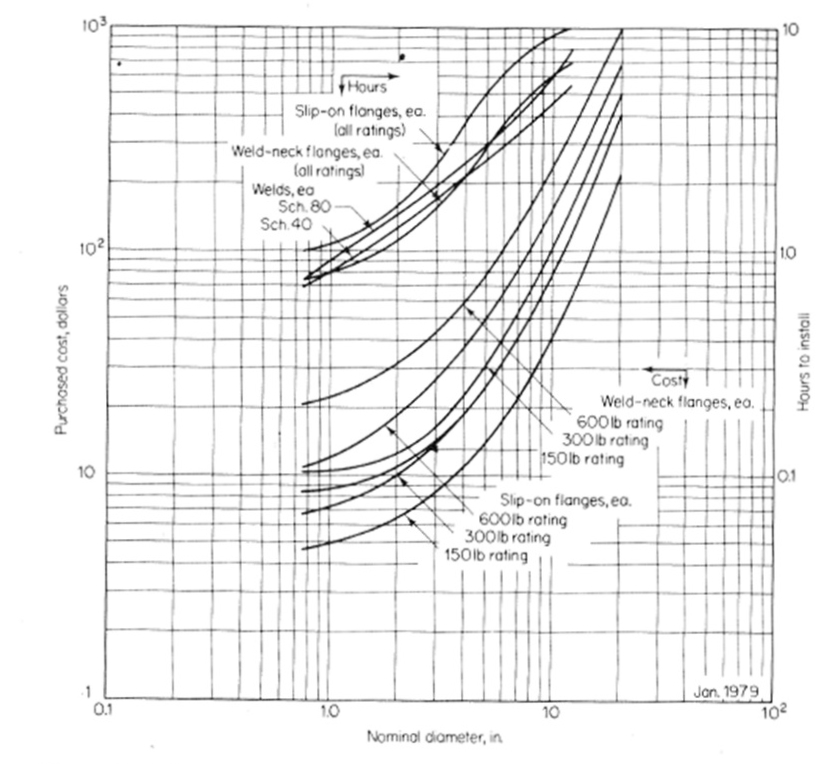 10³
10
Hours
Slip-on flanges, ea.
(all ratings)
Weld-neck flanges, ea.
(all ratings)
Welds, ea
Sch. 80
Sch. 40
10²
1.0
Purchased cost, dollars
Hours to install
Cost
Weld-neck flanges, ea.
600 lb rating
300 lb rating
150 lb rating
10
0.1
Slip-on flanges, ea.
600 lb rating
300 lb rating
150 lb rating
1
Jan. 1979
0.1
1.0
10
10²
Nominal diameter, in.